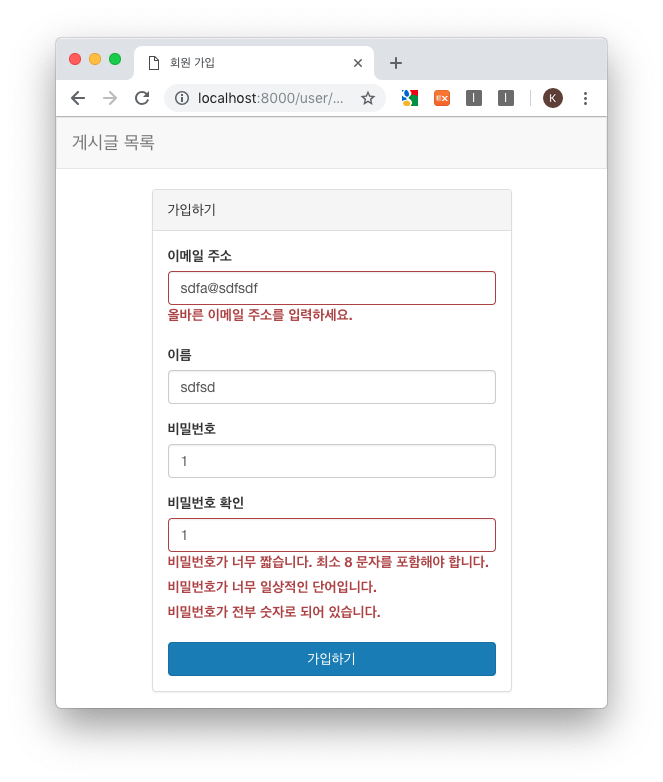 회원 가입
localhost:8000/user/...
EX
K
게시글 목록
가입하기
이메일 주소
sdfa@sdfsdf
올바른 이메일 주소를 입력하세요.
이름
sdfsd
비밀번호
1
비밀번호 확인
1
비밀번호가 너무 짧습니다. 최소 8 문자를 포함해야 합니다.
비밀번호가 너무 일상적인 단어입니다.
비밀번호가 전부 숫자로 되어 있습니다.
가입하기